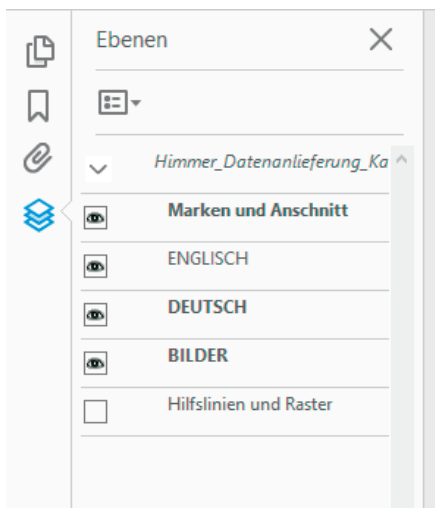 Ebenen
Himmer_Datenanlieferung_Ka
Marken und Anschnitt
ENGLISCH
DEUTSCH
BILDER
Hilfslinien und Raster